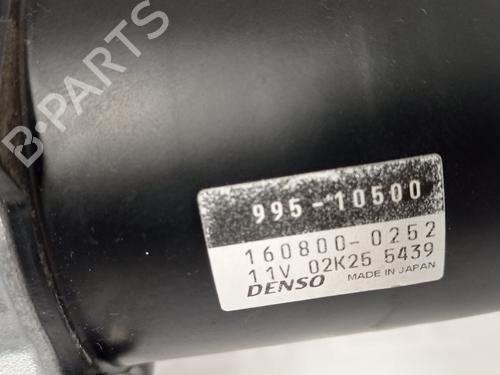 B-PARTS
995-10500
160800-0252
11V 02K25 5439
DENSO MADE IN JAPAN